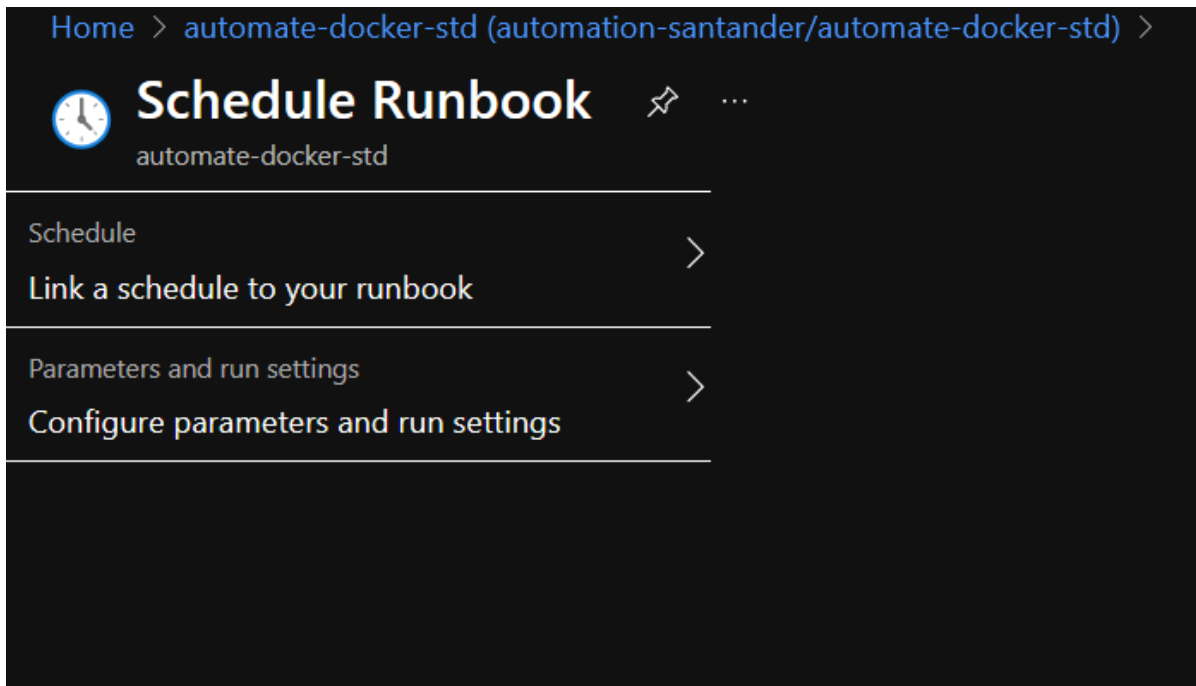 Home > automate-docker-std (automation-santander/automate-docker-std) >
Schedule Runbook ...
automate-docker-std
Schedule
Link a schedule to your runbook
Parameters and run settings
Configure parameters and run settings